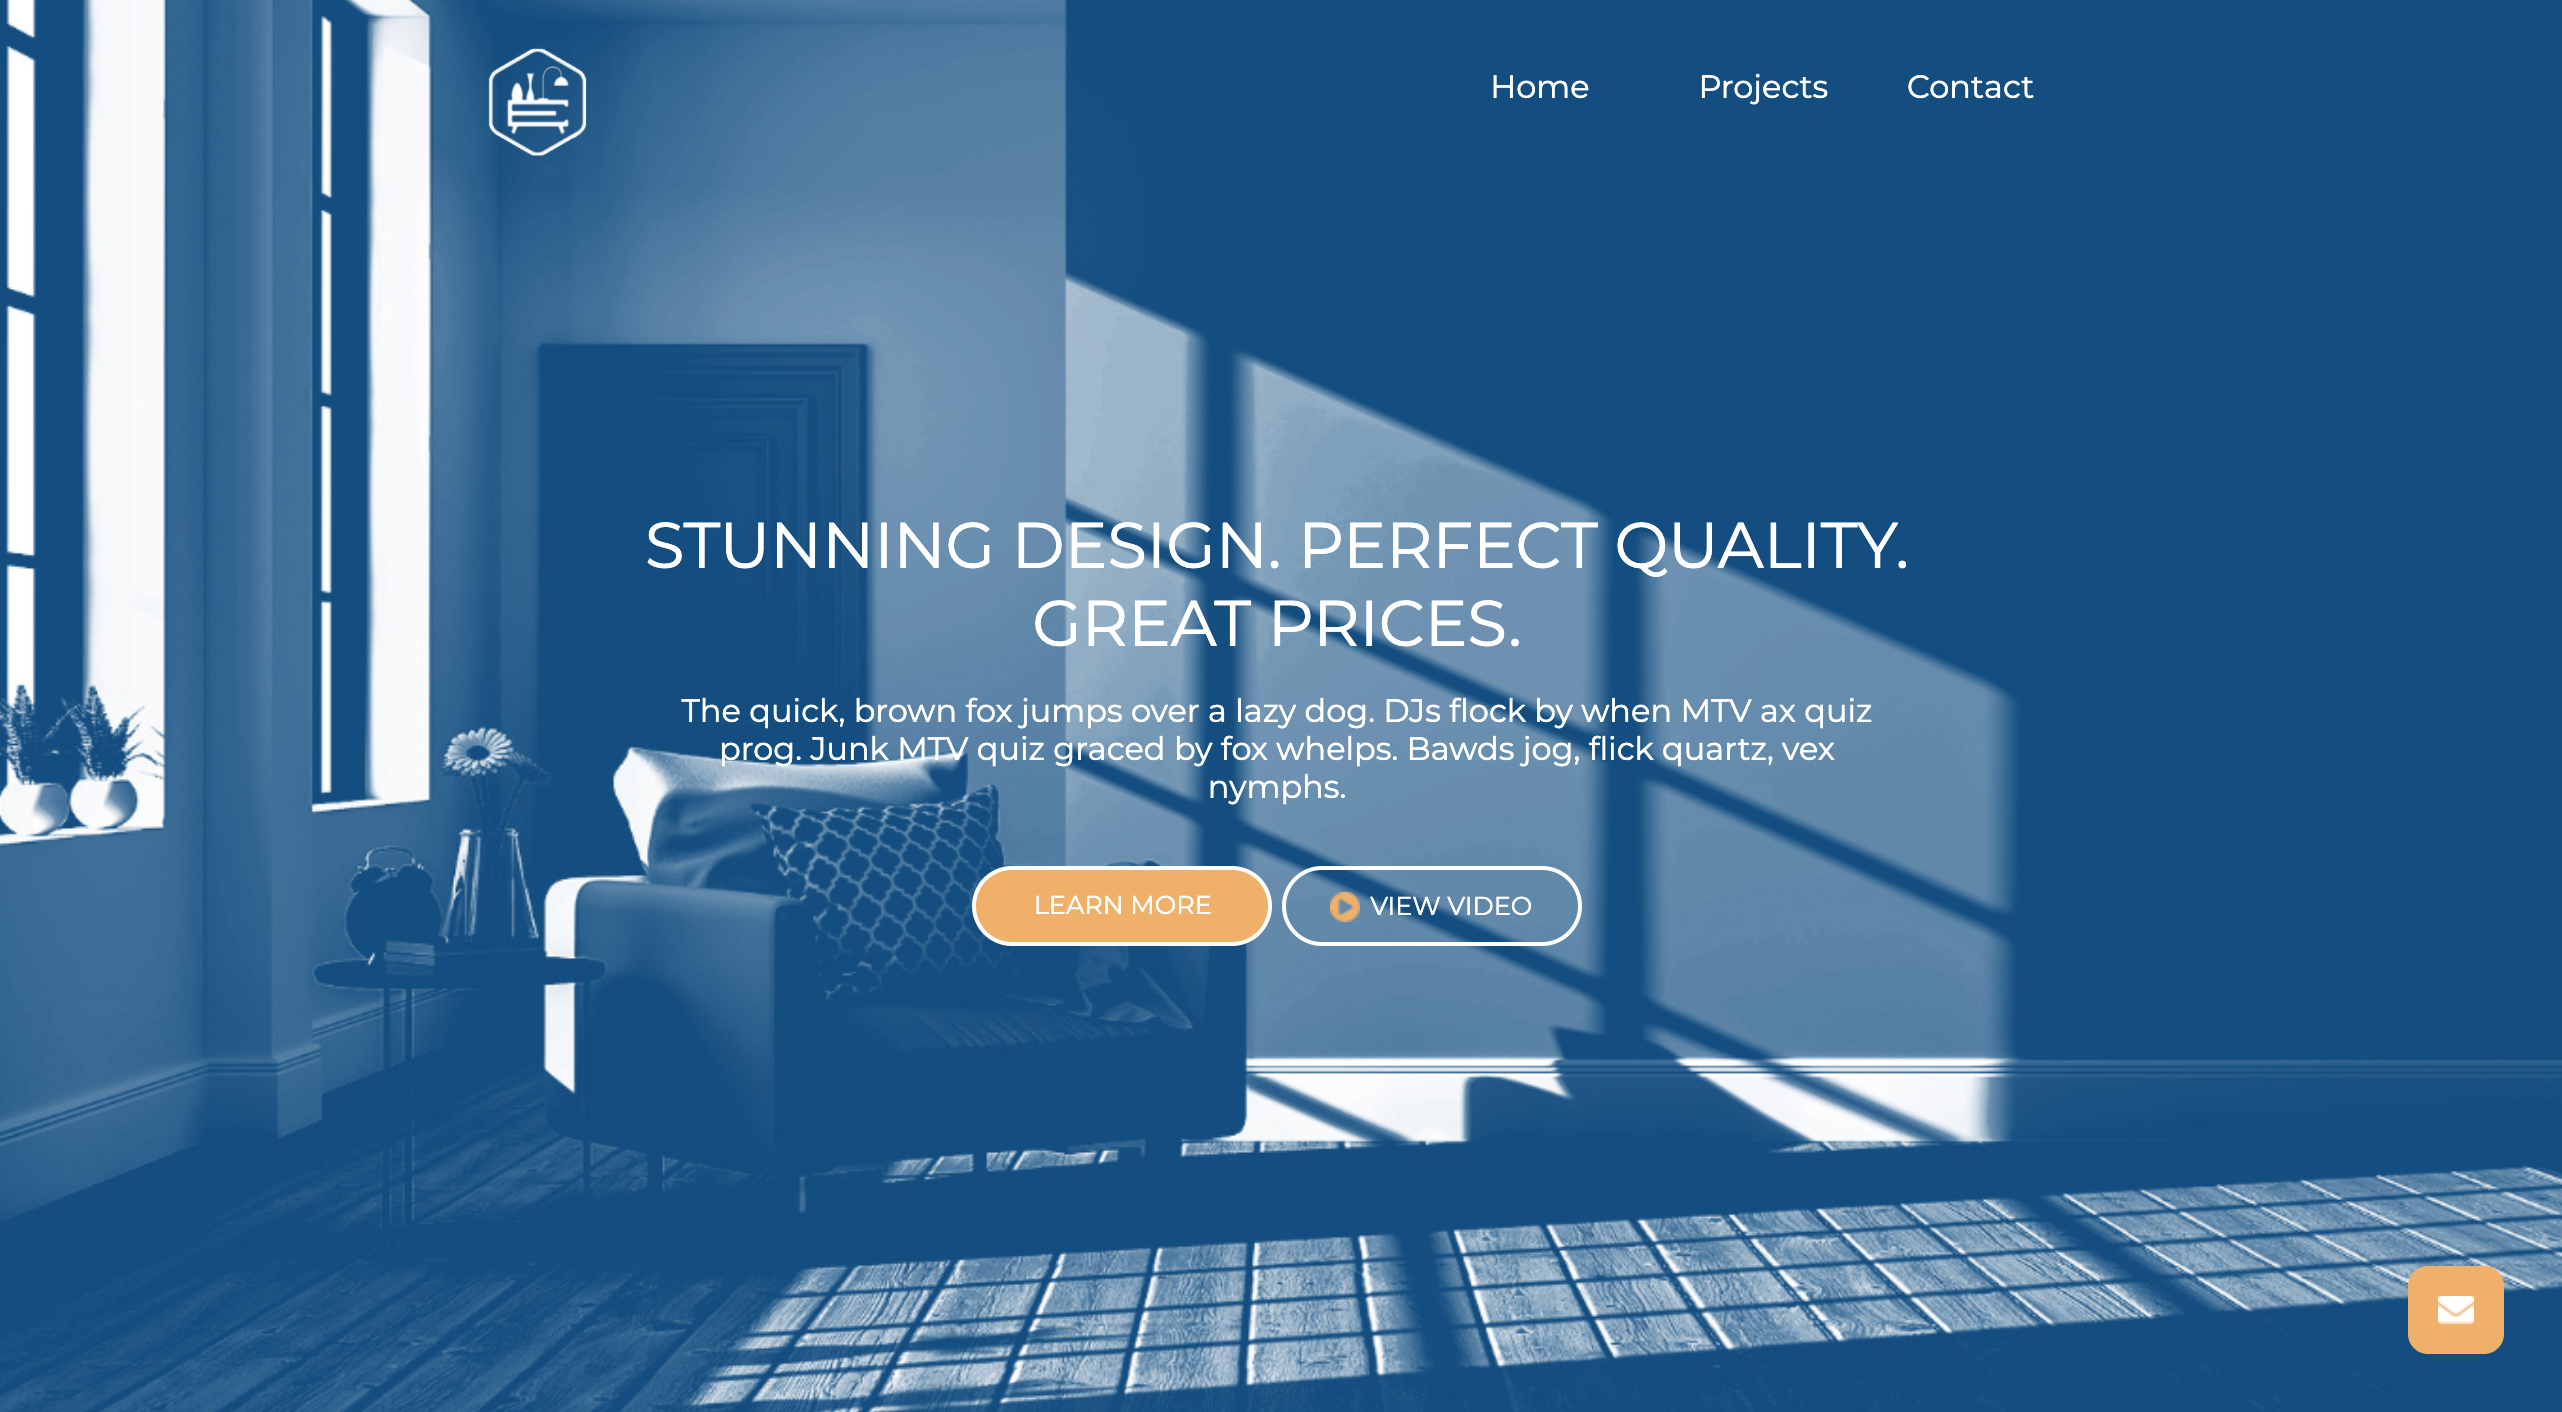 Home
Projects
Contact
STUNNING DESIGN. PERFECT QUALITY.
GREAT PRICES.
The quick, brown fox jumps over a lazy dog. DJs flock by when MTV ax quiz
prog. Junk MTV quiz graced by fox whelps. Bawds jog, flick quartz, vex
nymphs.
LEARN MORE
VIEW VIDEO